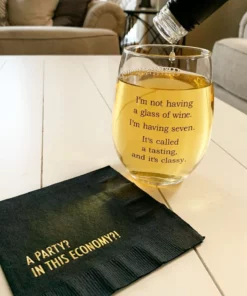 I'm not having
a glass of wine.
I'm having seven.
It's called
a tasting,
and it's classy.
A PARTY?
IN THIS ECONOMY?!